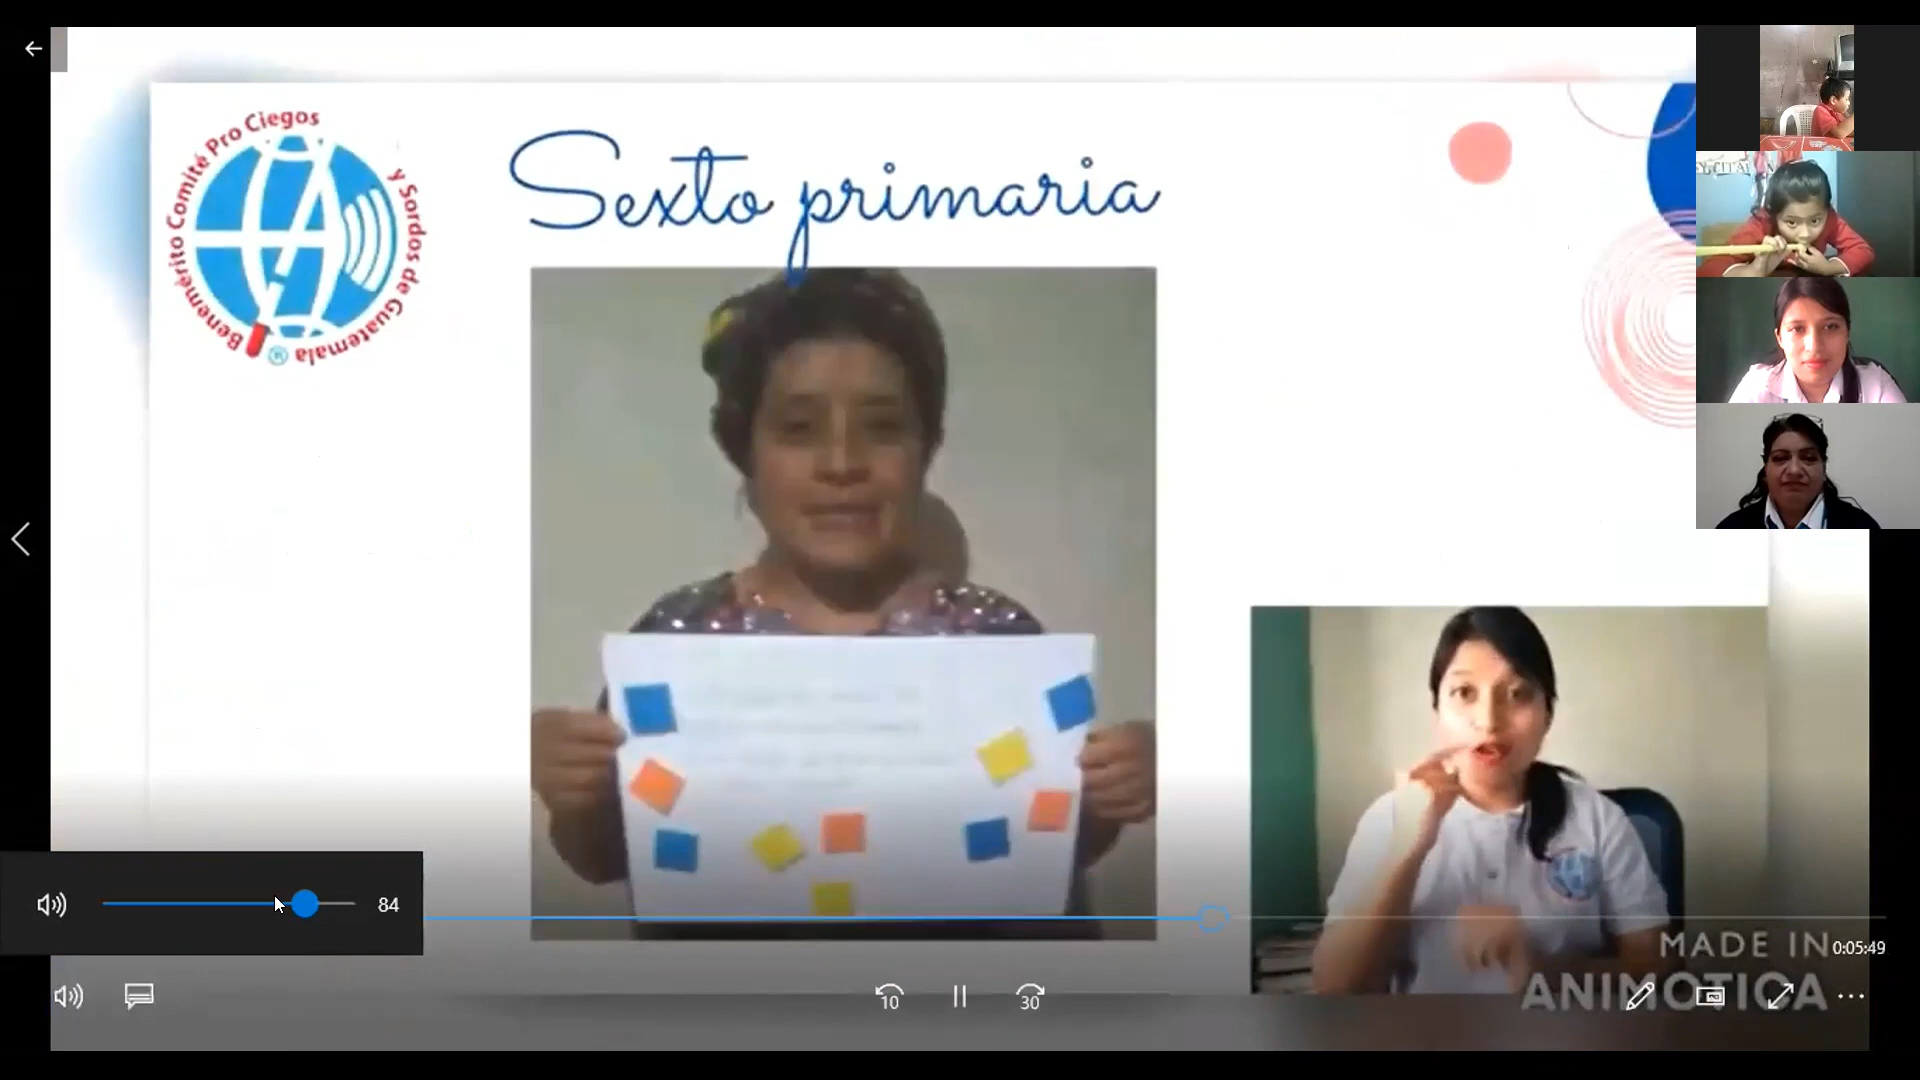 Benemérito Comité Pro Ciegos
y Sordos de Guatemala
®
Sexto primaria
84
0:05:49
MADE IN
ANIMOTICA
10
30